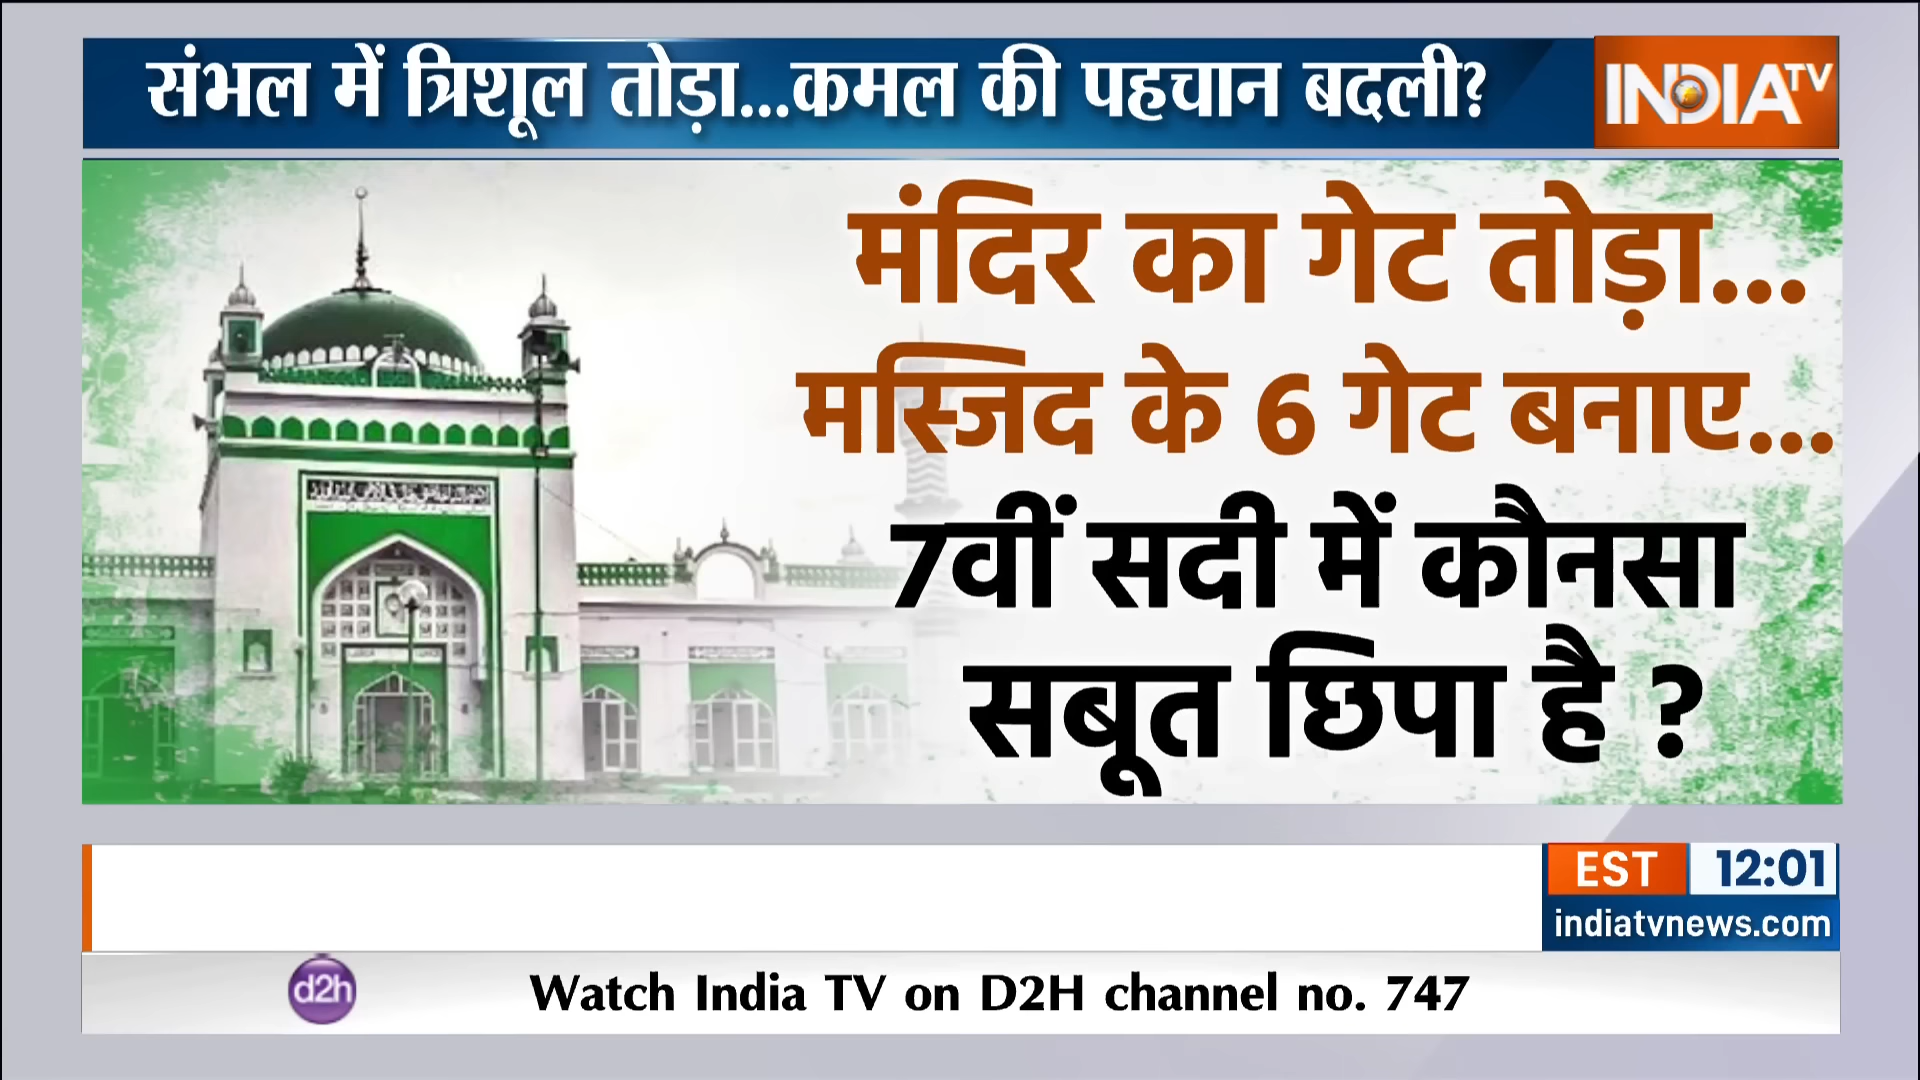 संभल में त्रिशूल तोड़ा...कमल की पहचान बदली?
INDIA TV
मंदिर का गेट तोड़ा...
मस्जिद के 6 गेट बनाए...
7वीं सदी में कौनसा
सबूत छिपा है ?
EST 12:01
indiatvnews.com
d2h Watch India TV on D2H channel no. 747